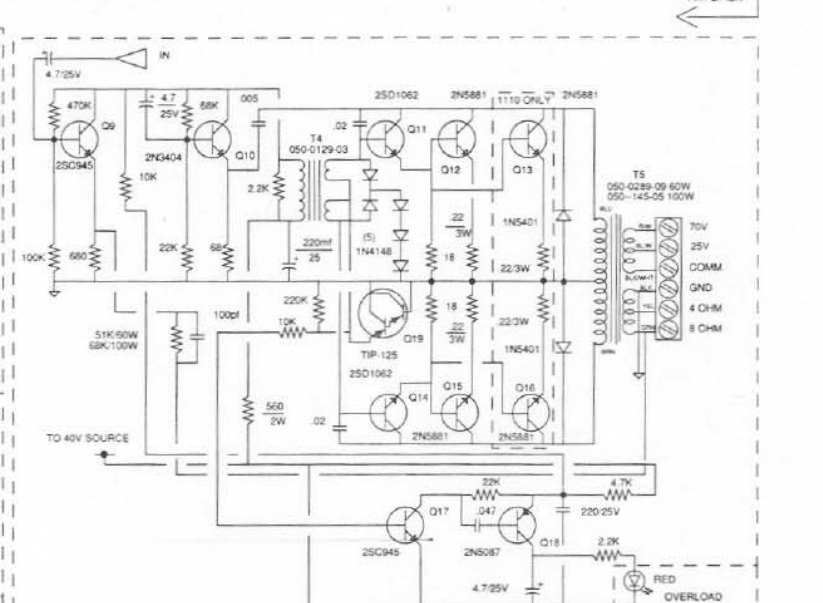 IN
4.7/25V
470K
Q9
2SC945
10K
4.7
25V
68K
2N3404
Q10
.005
T4
050-0129-03
2.2K
.02
2SD1062
Q11
2N5881
Q12
1110 ONLY
Q13
2N5881
T5
050-0289-09 60W
050--145-05 100W
BLU
70V
25V
COMM.
GND
4 OHM
8 OHM
BLK/WHT
BLK
YEL
100K
680
22K
68
220mf
25
(5)
1N4148
18
.22
3W
1N5401
.22/3W
220K
10K
100pf
51K/60W
68K/100W
Q19
TIP-125
18
.22
3W
.22/3W
1N5401
2SD1062
Q14
Q15
Q16
560
2W
.02
2N5881
2N5881
TO 40V SOURCE
22K
4.7K
.047
220/25V
Q17
2SC945
Q18
2N5087
2.2K
4.7/25V
RED
OVERLOAD